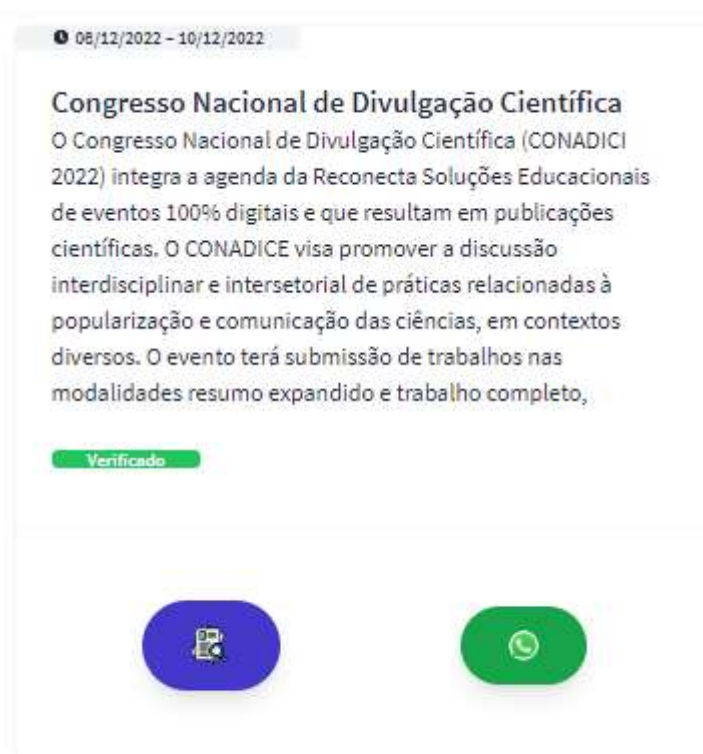 08/12/2022 – 10/12/2022
Congresso Nacional de Divulgação Científica
O Congresso Nacional de Divulgação Científica (CONADICI
2022) integra a agenda da Reconecta Soluções Educacionais
de eventos 100% digitais e que resultam em publicações
científicas. O CONADICE visa promover a discussão
interdisciplinar e intersetorial de práticas relacionadas à
popularização e comunicação das ciências, em contextos
diversos. O evento terá submissão de trabalhos nas
modalidades resumo expandido e trabalho completo,
Verificado